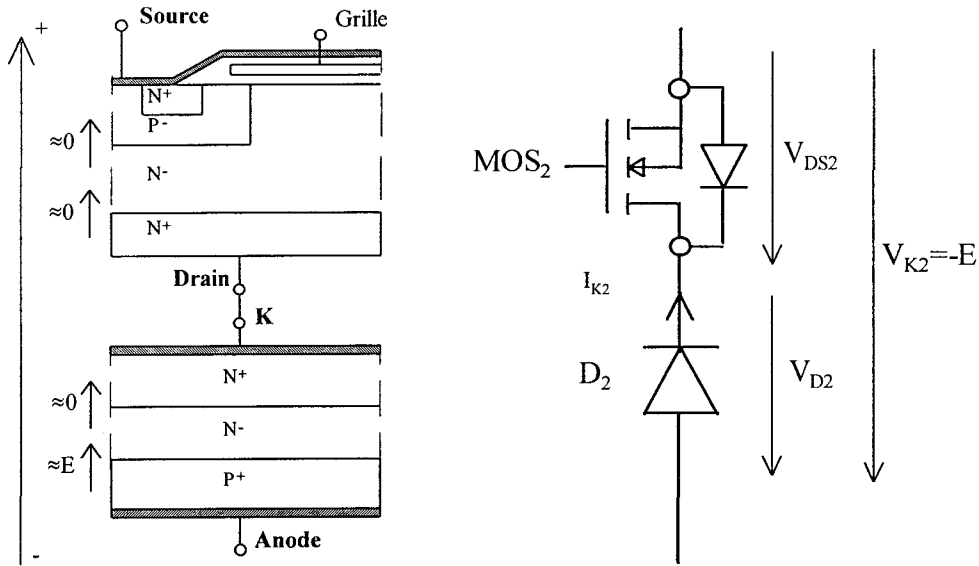 +
Source
Grille
N+
P-
≈0
N-
≈0
N+
Drain
K
N+
≈0
N-
≈E
P+
Anode
-
MOS2
VDS2
IK2
VK2=-E
D2
VD2